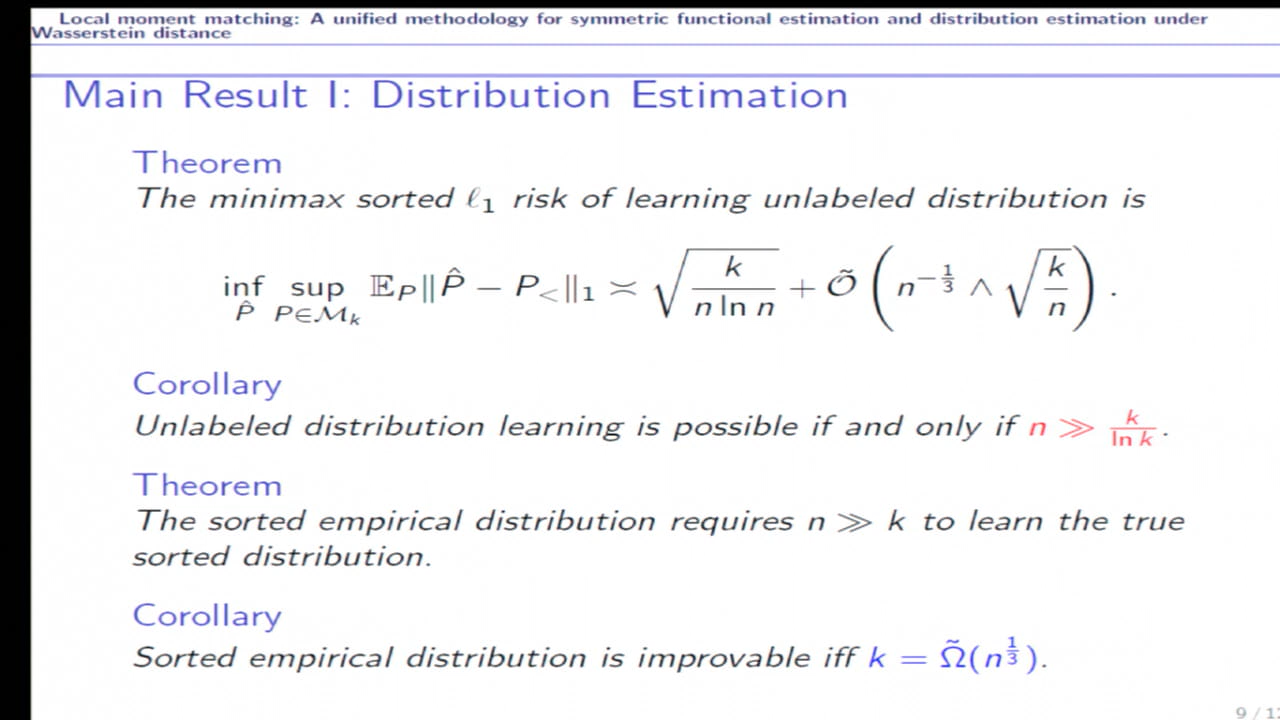 Local moment matching: A unified methodology for symmetric functional estimation and distribution estimation under
Wasserstein distance
Main Result I: Distribution Estimation
Theorem
The minimax sorted ℓ₁ risk of learning unlabeled distribution is
inf_{P̂} sup_{P∈ℳ_k} 𝔼_P‖P̂ − P_<‖₁ ≍ √(k / (n ln n)) + Õ(n^{−1/3} ∧ √(k/n)).
Corollary
Unlabeled distribution learning is possible if and only if n ≫ k/ln k.
Theorem
The sorted empirical distribution requires n ≫ k to learn the true
sorted distribution.
Corollary
Sorted empirical distribution is improvable iff k = Ω̃(n^{1/3}).